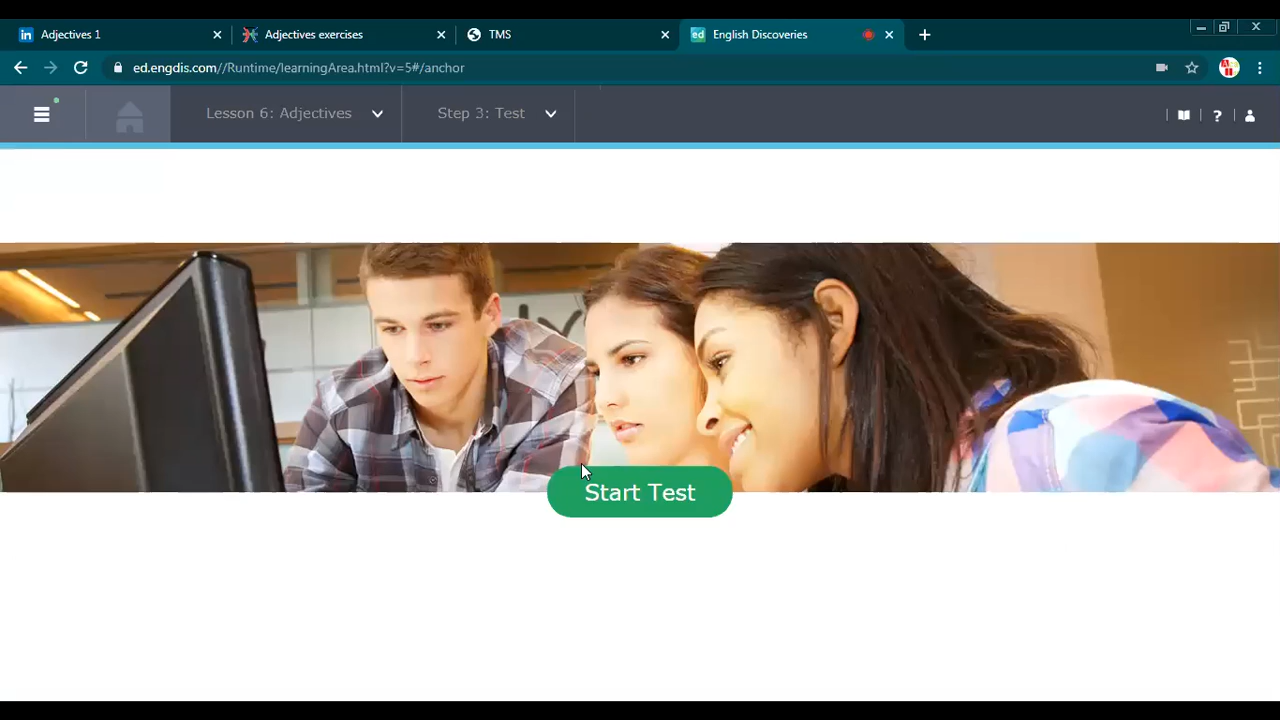 Adjectives 1
Adjectives exercises
TMS
English Discoveries
ed.engdis.com//Runtime/learningArea.html?v=5#/anchor
Lesson 6: Adjectives
Step 3: Test
Start Test